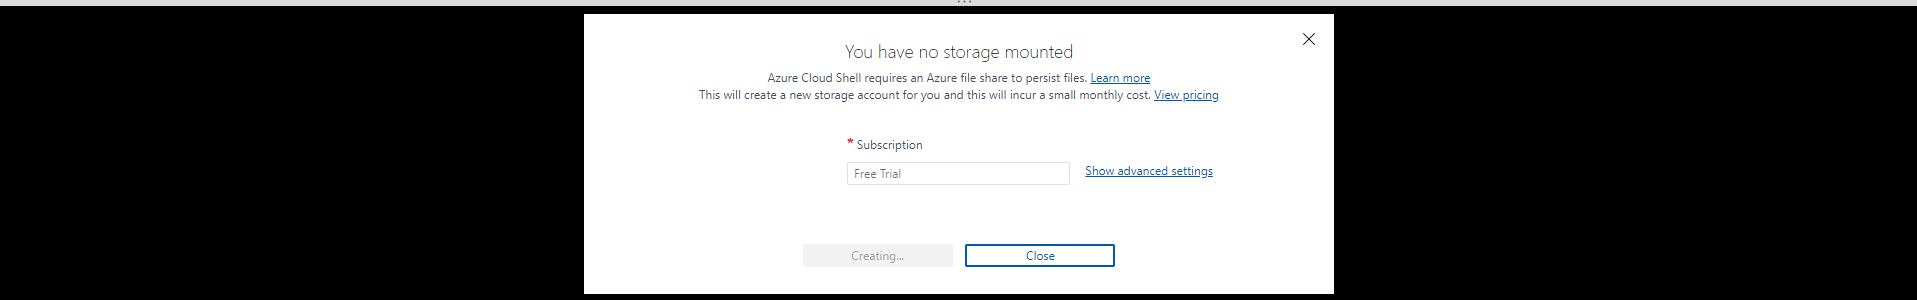 You have no storage mounted
Azure Cloud Shell requires an Azure file share to persist files. Learn more
This will create a new storage account for you and this will incur a small monthly cost. View pricing
* Subscription
Free Trial
Show advanced settings
Creating...
Close